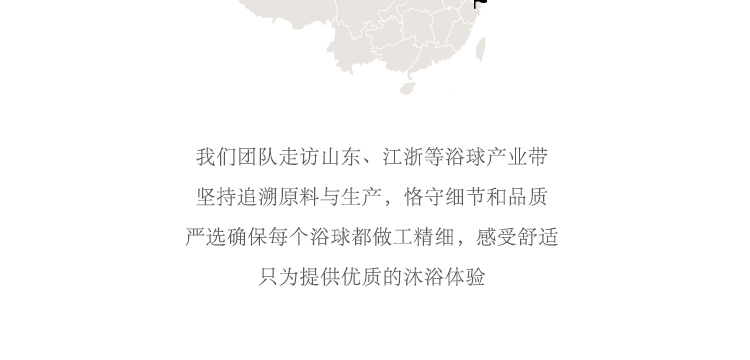 我们团队走访山东、江浙等浴球产业带
坚持追溯原料与生产，恪守细节和品质
严选确保每个浴球都做工精细，感受舒适
只为提供优质的沐浴体验